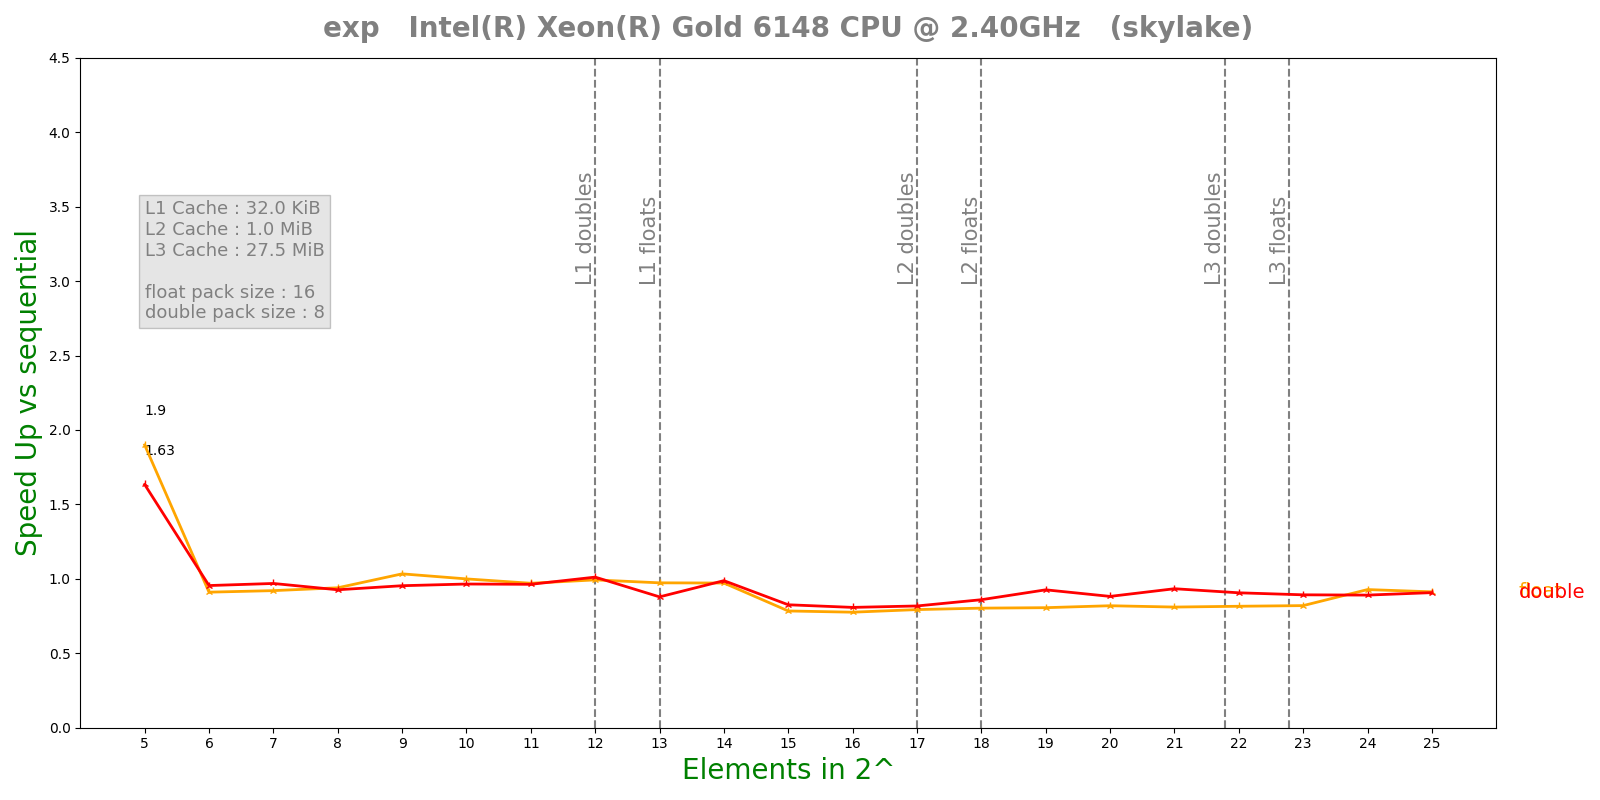 exp   Intel(R) Xeon(R) Gold 6148 CPU @ 2.40GHz   (skylake)
4.5
4.0
3.5
3.0
2.5
2.0
1.5
1.0
0.5
0.0
Speed Up vs sequential
L1 Cache : 32.0 KiB
L2 Cache : 1.0 MiB
L3 Cache : 27.5 MiB
float pack size : 16
double pack size : 8
1.9
1.63
L1 doubles
L1 floats
L2 doubles
L2 floats
L3 doubles
L3 floats
float
double
5 6 7 8 9 10 11 12 13 14 15 16 17 18 19 20 21 22 23 24 25
Elements in 2^